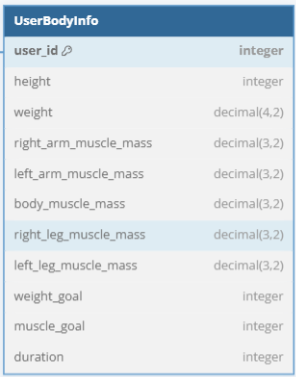 UserBodyInfo
user_id integer
height integer
weight decimal(4,2)
right_arm_muscle_mass decimal(3,2)
left_arm_muscle_mass decimal(3,2)
body_muscle_mass decimal(3,2)
right_leg_muscle_mass decimal(3,2)
left_leg_muscle_mass decimal(3,2)
weight_goal integer
muscle_goal integer
duration integer